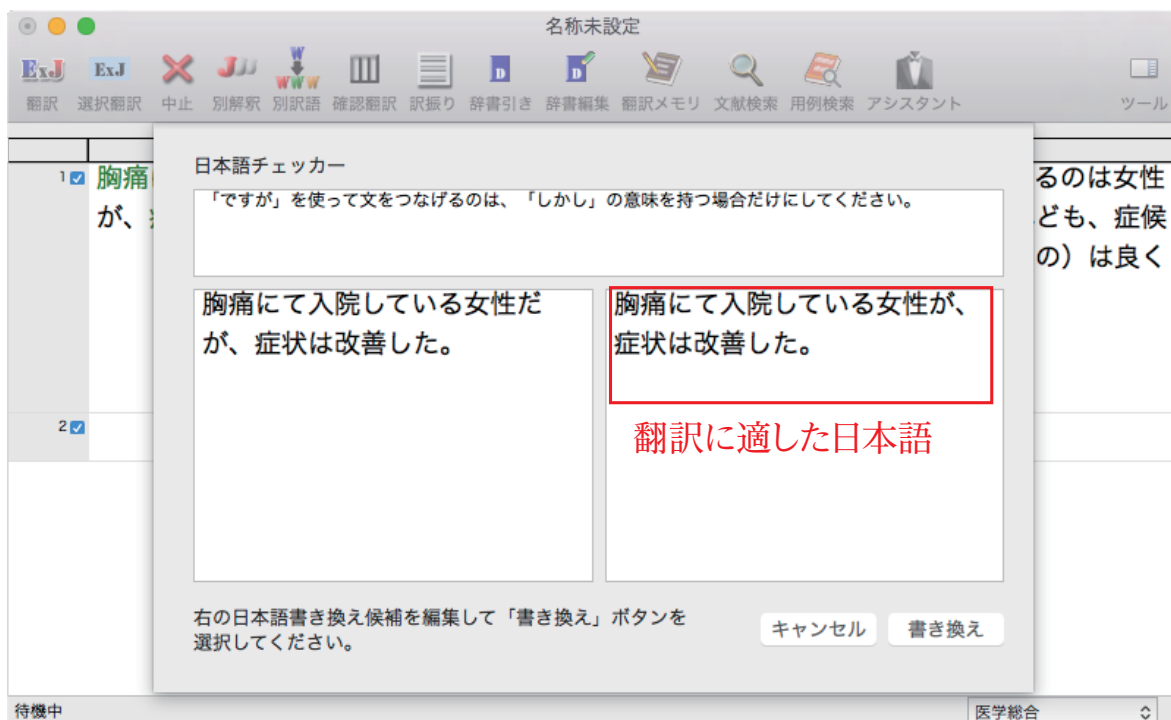 名称未設定
ExJ ExJ J W WWW D D
翻訳 選択翻訳 中止 別解釈 別訳語 確認翻訳 訳振り 辞書引き 辞書編集 翻訳メモリ 文献検索 用例検索 アシスタント ツール
日本語チェッカー
「ですが」を使って文をつなげるのは、「しかし」の意味を持つ場合だけにしてください。
1 胸痛
が、
るのは女性
ども、症候
の）は良く
胸痛にて入院している女性だ
が、症状は改善した。
胸痛にて入院している女性が、
症状は改善した。
翻訳に適した日本語
2
右の日本語書き換え候補を編集して「書き換え」ボタンを
選択してください。
キャンセル 書き換え
待機中 医学総合